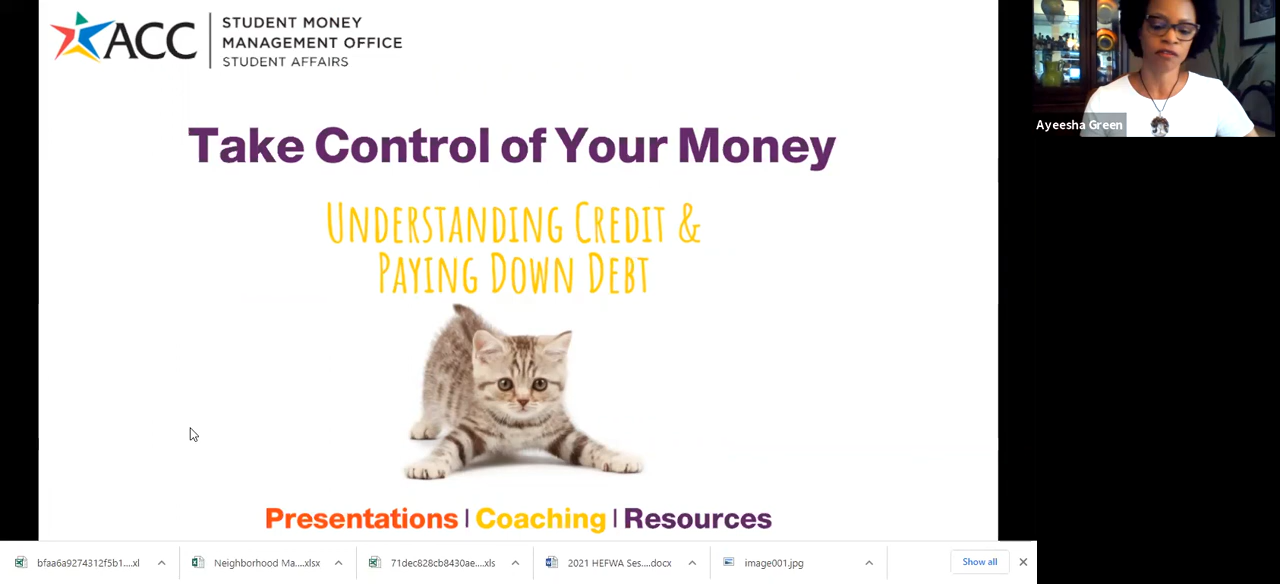 ACC
STUDENT MONEY
MANAGEMENT OFFICE
STUDENT AFFAIRS
Take Control of Your Money
Understanding Credit &
Paying Down Debt
Presentations | Coaching | Resources
Ayeesha Green
bfaa6a9274312f5b1....xl
Neighborhood Ma....xlsx
71dec828cb8430ae....xls
2021 HEFWA Ses....docx
image001.jpg
Show all